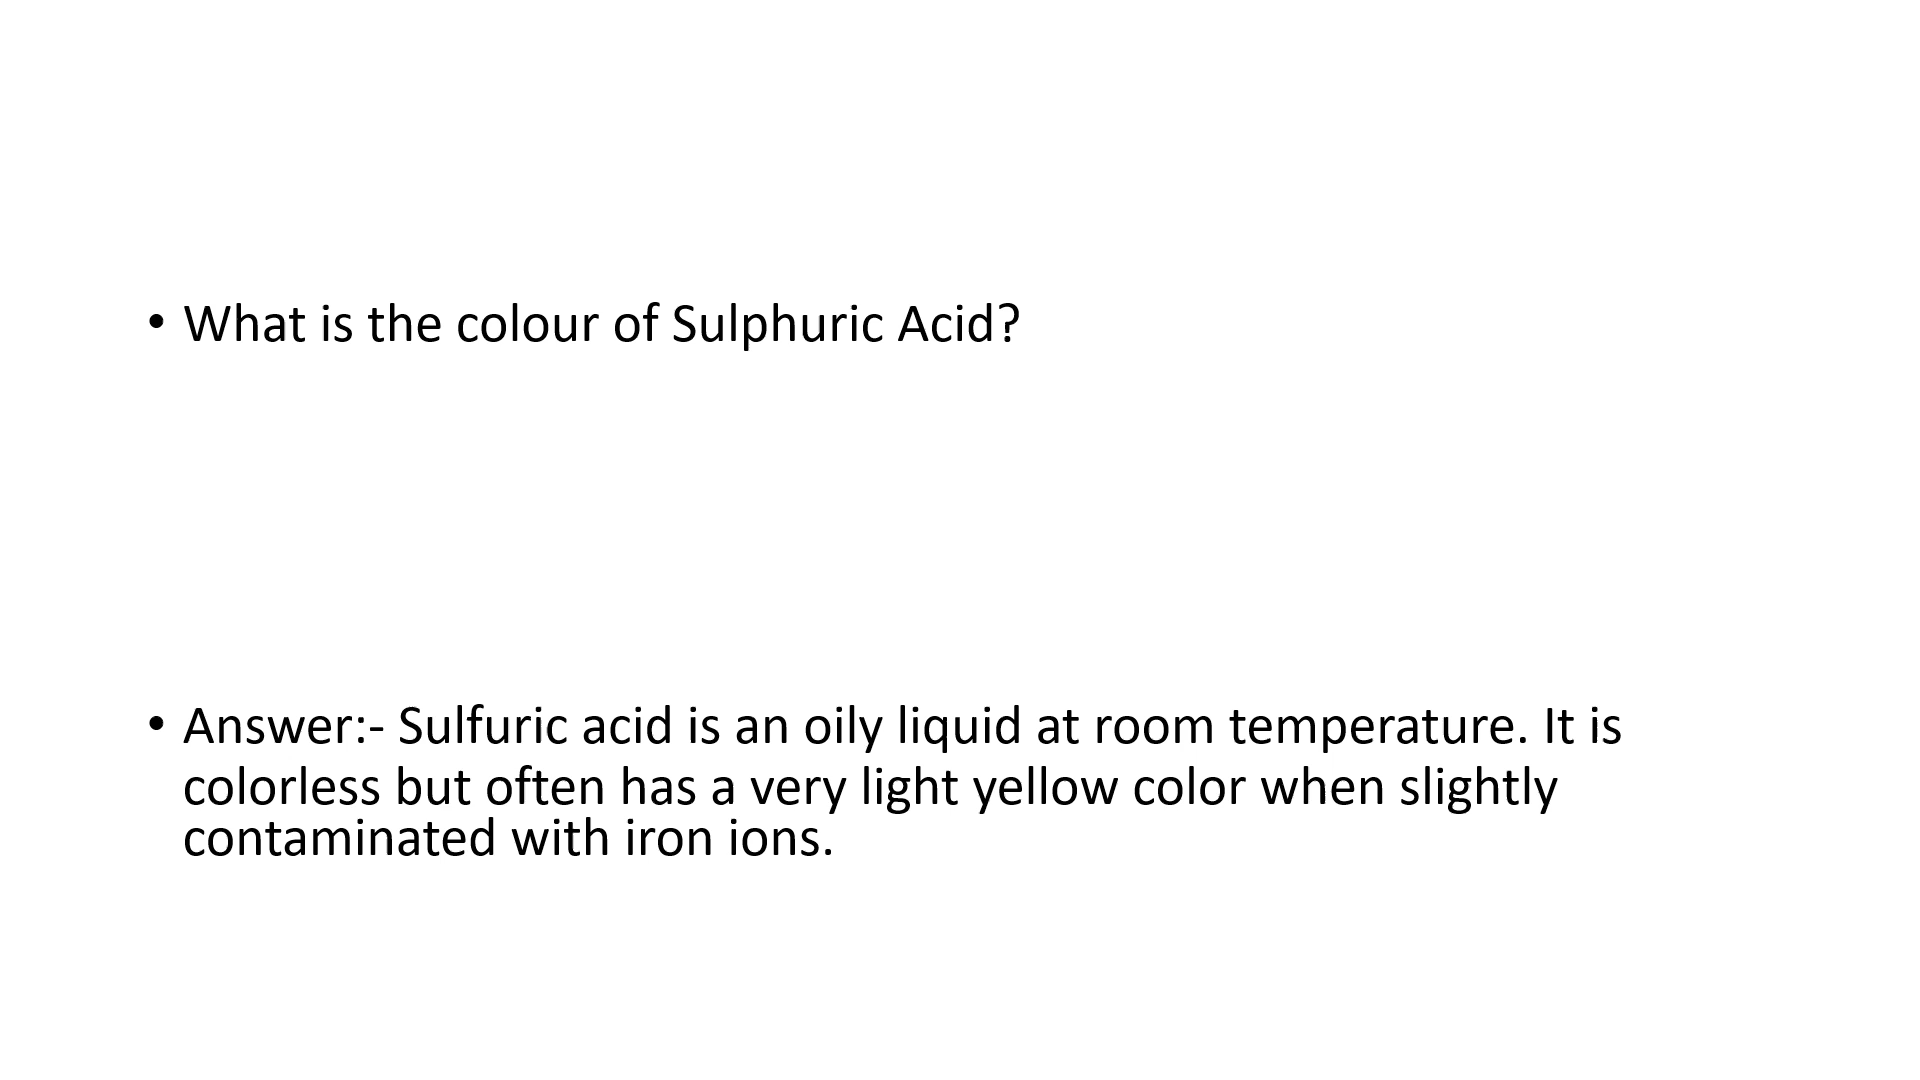 • What is the colour of Sulphuric Acid?
• Answer:- Sulfuric acid is an oily liquid at room temperature. It is
colorless but often has a very light yellow color when slightly
contaminated with iron ions.